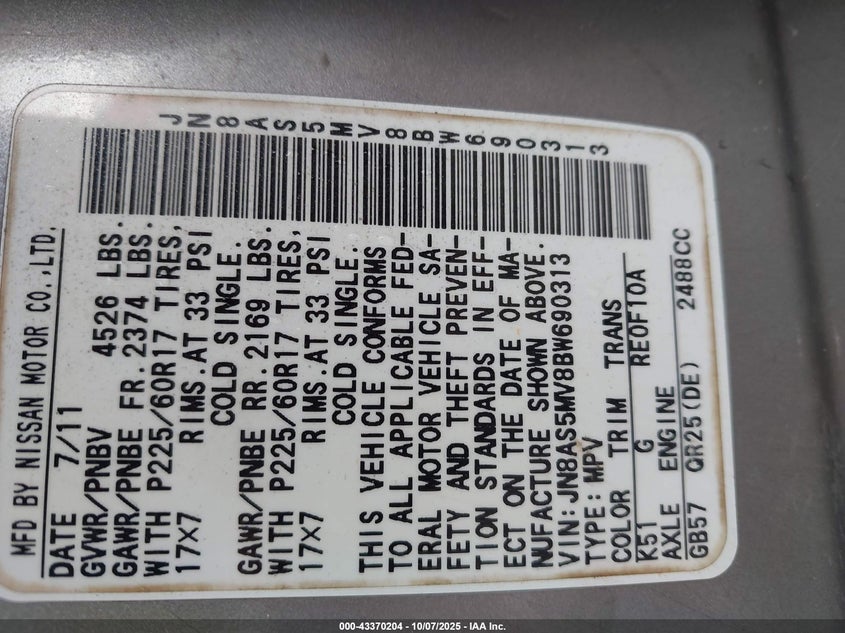 JN8AS5MV8BW690313
MFD BY NISSAN MOTOR CO.,LTD.
DATE 7/11
GVWR/PNBV 4526 LBS.
GAWR/PNBE FR.2374 LBS.
WITH P225/60R17 TIRES,
17X7 RIMS.AT 33 PSI
COLD SINGLE.
GAWR/PNBE RR.2169 LBS.
WITH P225/60R17 TIRES,
17X7 RIMS.AT 33 PSI
COLD SINGLE.
THIS VEHICLE CONFORMS
TO ALL APPLICABLE FED-
ERAL MOTOR VEHICLE SA-
FETY AND THEFT PREVEN-
TION STANDARDS IN EFF-
ECT ON THE DATE OF MA-
NUFACTURE SHOWN ABOVE.
VIN:JN8AS5MV8BW690313
TYPE:MPV
COLOR TRIM TRANS
K51 G RE0F10A
AXLE ENGINE
GB57 QR25(DE) 2488CC
000-43370204 - 10/07/2025 - IAA Inc.